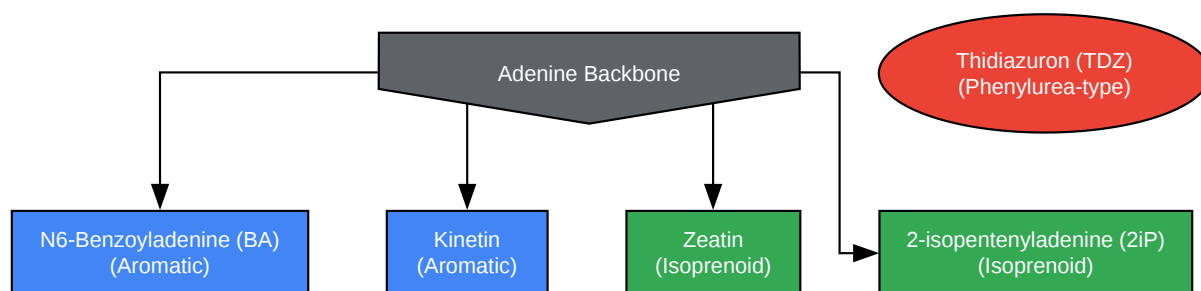 Adenine Backbone
Thidiazuron (TDZ)
(Phenylurea-type)
N6-Benzoyladenine (BA)
(Aromatic)
Kinetin
(Aromatic)
Zeatin
(Isoprenoid)
2-isopentenyladenine (2iP)
(Isoprenoid)